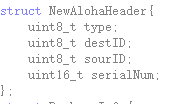 struct NewAlohaHeader{
    uint8_t type;
    uint8_t destID;
    uint8_t sourID;
    uint16_t serialNum;
};